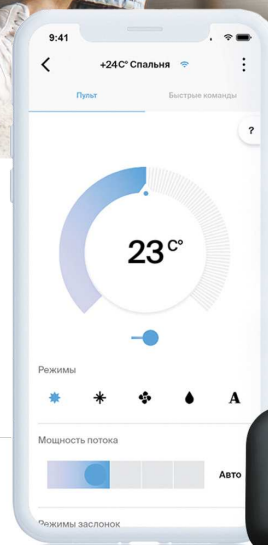 9:41
+24C° Спальня
Пульт Быстрые команды
?
23 C°
Режимы
A
Мощность потока
Авто
Режимы заслонок